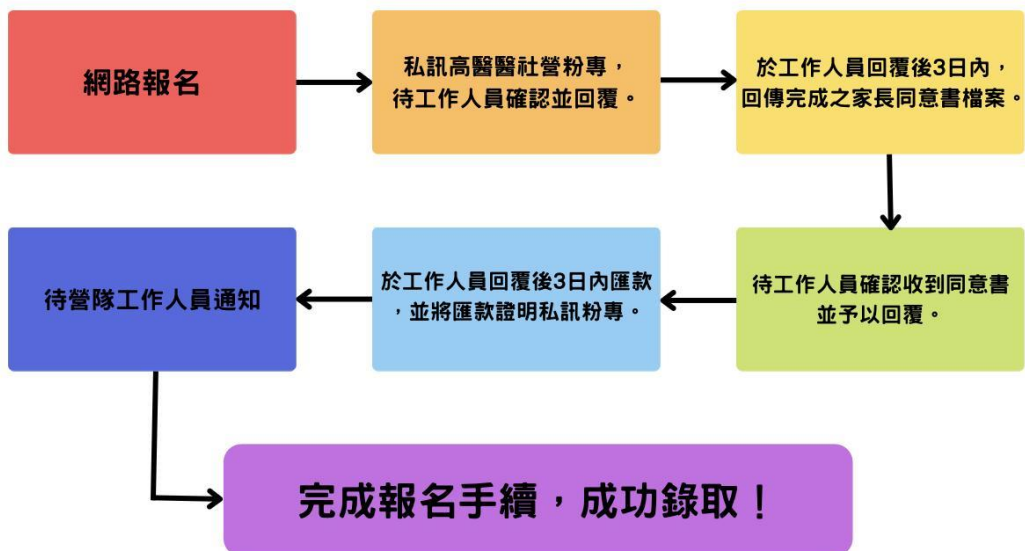 網路報名
私訊高醫醫社營粉專，
待工作人員確認並回覆。
於工作人員回覆後3日內，
回傳完成之家長同意書檔案。
待工作人員確認收到同意書
並予以回覆。
於工作人員回覆後3日內匯款
，並將匯款證明私訊粉專。
待營隊工作人員通知
完成報名手續，成功錄取！